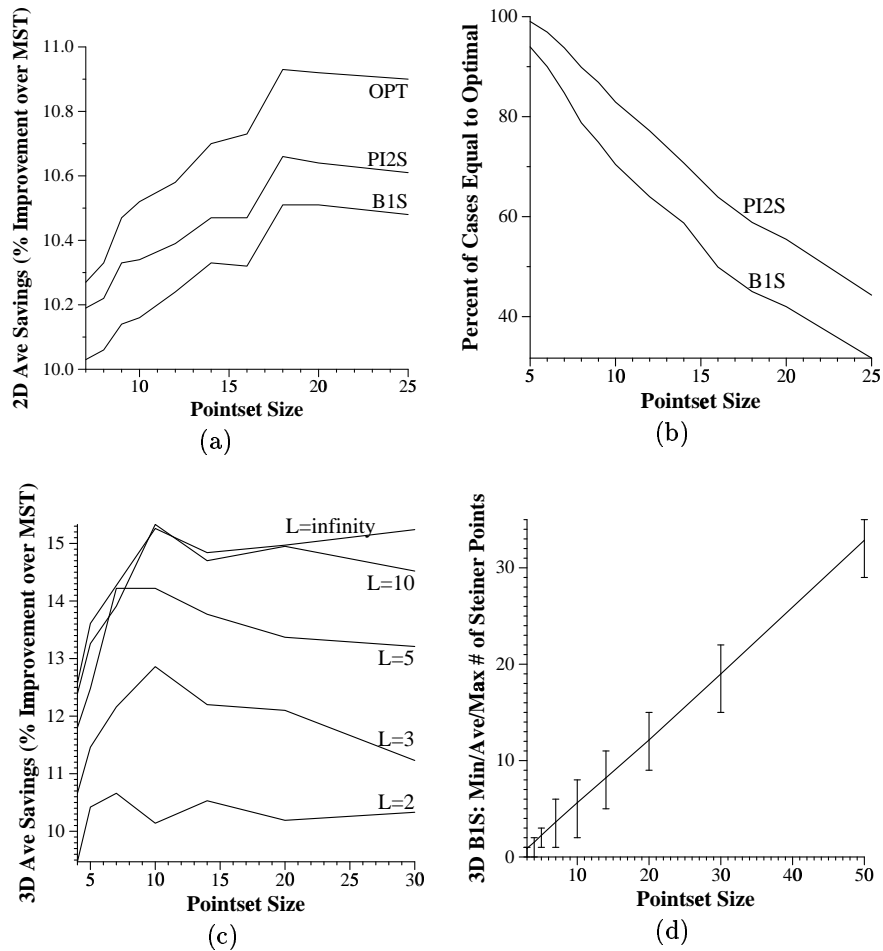 2D Ave Savings (% Improvement over MST)
11.0
10.8
10.6
10.4
10.2
10.0
OPT
PI2S
B1S
10
15
20
25
Pointset Size
(a)
Percent of Cases Equal to Optimal
100
80
60
40
PI2S
B1S
5
10
15
20
25
Pointset Size
(b)
3D Ave Savings (% Improvement over MST)
15
14
13
12
11
10
L=infinity
L=10
L=5
L=3
L=2
5
10
15
20
25
30
Pointset Size
(c)
3D B1S: Min/Ave/Max # of Steiner Points
30
20
10
0
10
20
30
40
50
Pointset Size
(d)